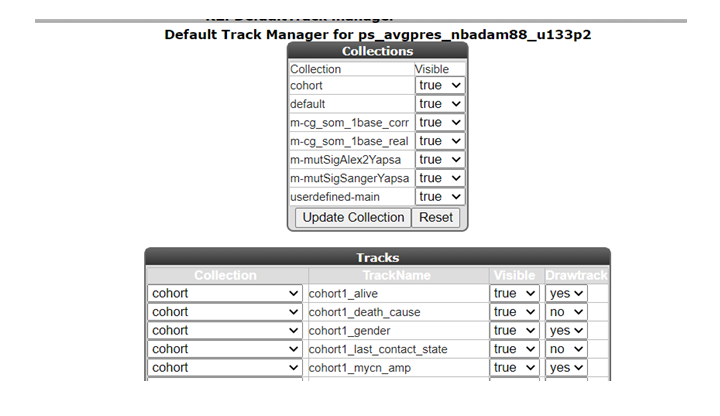 Default Track Manager for ps_avgpres_nbadam88_u133p2
Collections
Collection Visible
cohort true
default true
m-cg_som_1base_corr true
m-cg_som_1base_real true
m-mutSigAlex2Yapsa true
m-mutSigSangerYapsa true
userdefined-main true
Update Collection Reset
Tracks
Collection TrackName Visible Drawtrack
cohort cohort1_alive true yes
cohort cohort1_death_cause true no
cohort cohort1_gender true yes
cohort cohort1_last_contact_state true no
cohort cohort1_mycn_amp true yes